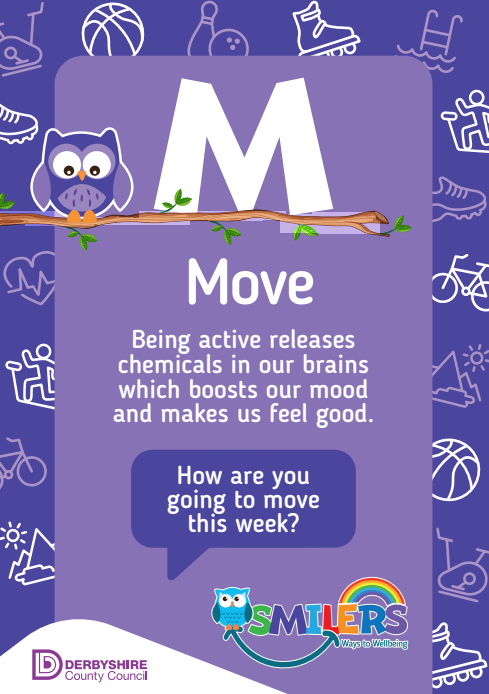 M
Move
Being active releases
chemicals in our brains
which boosts our mood
and makes us feel good.
How are you
going to move
this week?
SMILERS
Ways to Wellbeing
DERBYSHIRE
County Council